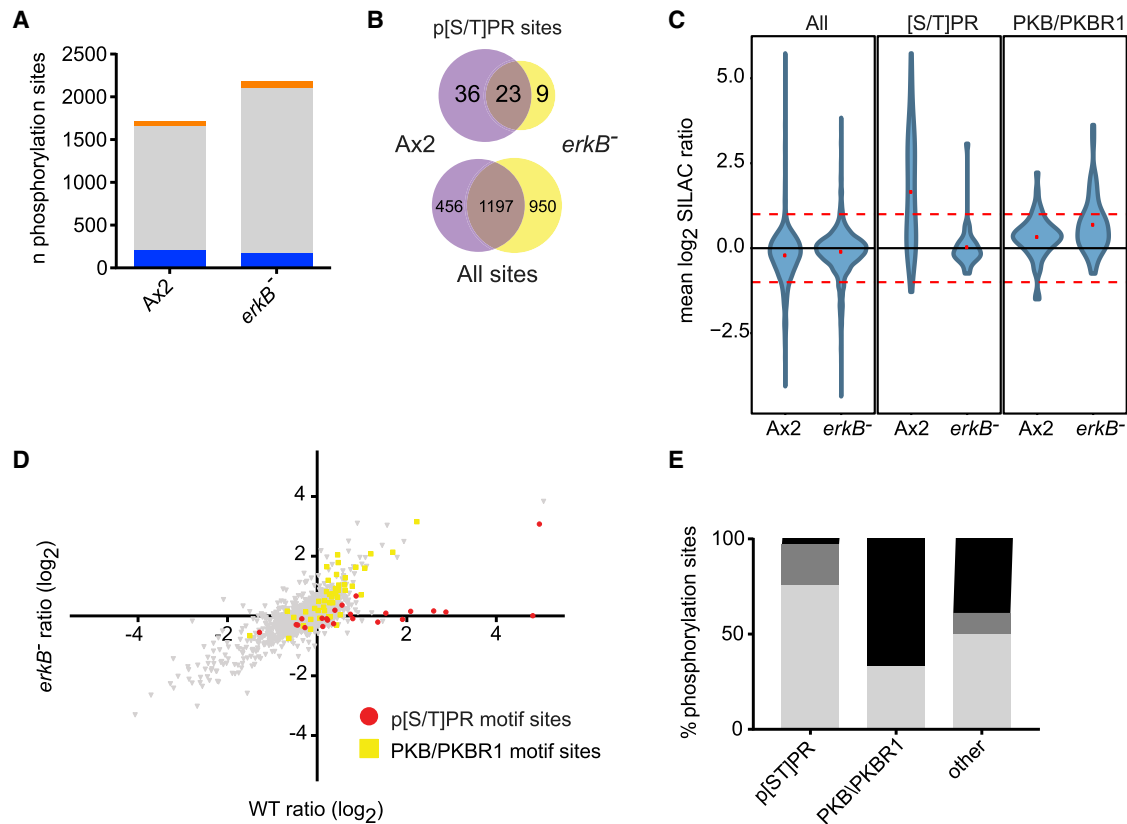 A
n phosphorylation sites
2500
2000
1500
1000
500
0
Ax2
erkB-
B
p[S/T]PR sites
36 23 9
Ax2
erkB-
456 1197 950
All sites
C
All [S/T]PR PKB/PKBR1
mean log2 SILAC ratio
5.0
2.5
0.0
−2.5
Ax2 erkB- Ax2 erkB- Ax2 erkB-
D
erkB- ratio (log2)
4
2
-2
-4
-4 -2 2 4
p[S/T]PR motif sites
PKB/PKBR1 motif sites
WT ratio (log2)
E
% phosphorylation sites
100
50
0
p[ST]PR
PKB\PKBR1
other